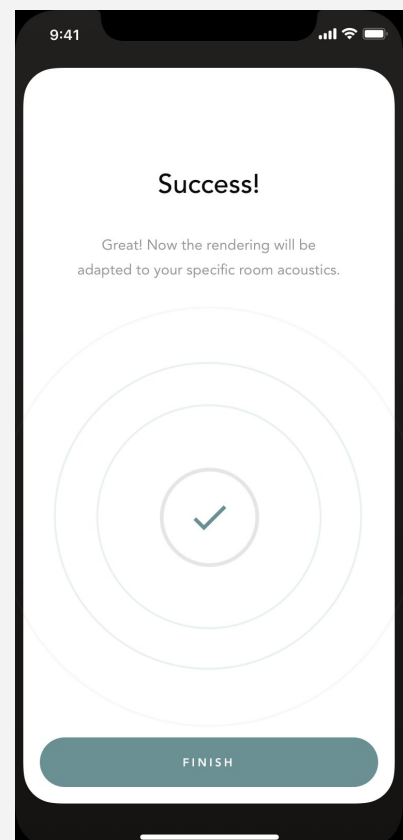 9:41
Success!
Great! Now the rendering will be
adapted to your specific room acoustics.
FINISH